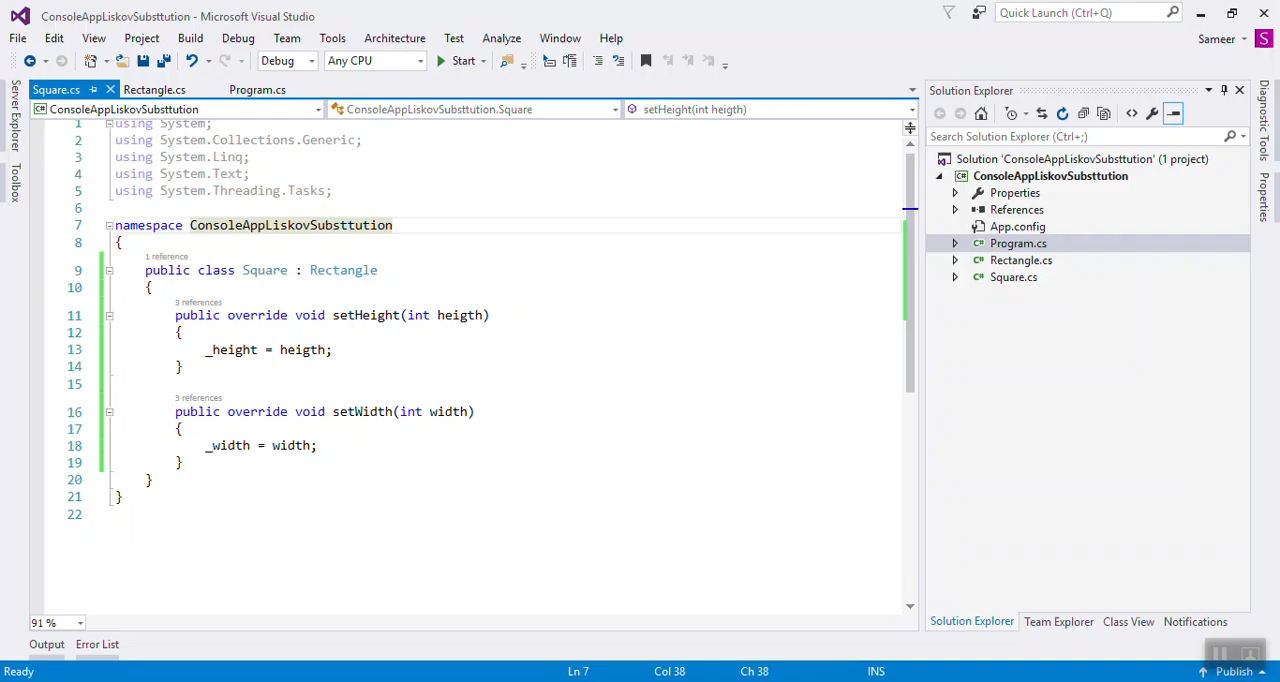 ConsoleAppLiskovSubsttution - Microsoft Visual Studio
Quick Launch (Ctrl+Q)
File Edit View Project Build Debug Team Tools Architecture Test Analyze Window Help
Sameer S
Debug Any CPU Start
Server Explorer
Toolbox
Square.cs Rectangle.cs Program.cs
C# ConsoleAppLiskovSubsttution ConsoleAppLiskovSubsttution.Square setHeight(int heigth)
1 using System;
2 using System.Collections.Generic;
3 using System.Linq;
4 using System.Text;
5 using System.Threading.Tasks;
6
7 namespace ConsoleAppLiskovSubsttution
8 {
1 reference
9 public class Square : Rectangle
10 {
3 references
11 public override void setHeight(int heigth)
12 {
13 _height = heigth;
14 }
15
3 references
16 public override void setWidth(int width)
17 {
18 _width = width;
19 }
20 }
21 }
22
91 %
Solution Explorer
Search Solution Explorer (Ctrl+;)
Solution 'ConsoleAppLiskovSubsttution' (1 project)
C# ConsoleAppLiskovSubsttution
Properties
References
App.config
C# Program.cs
C# Rectangle.cs
C# Square.cs
Solution Explorer Team Explorer Class View Notifications
Diagnostic Tools
Properties
Output Error List
Ready Ln 7 Col 38 Ch 38 INS Publish